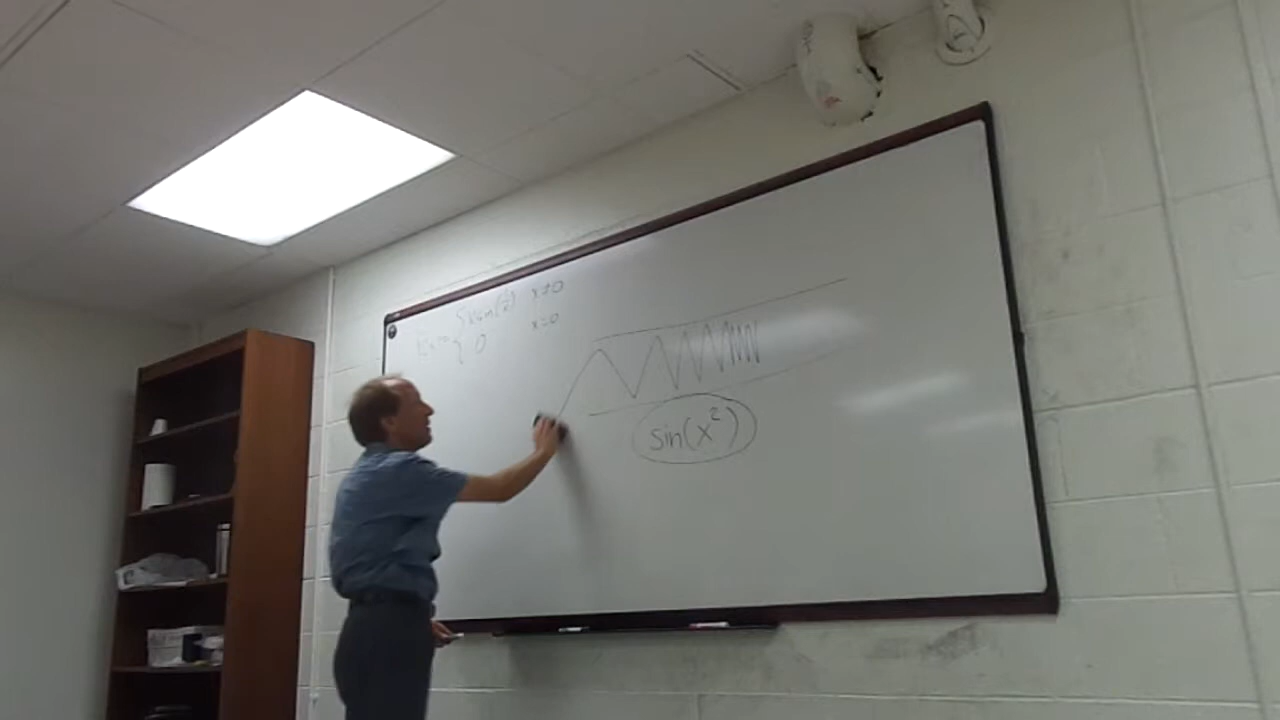 x sin(1/x) x≠0
0 x=0
sin(x²)